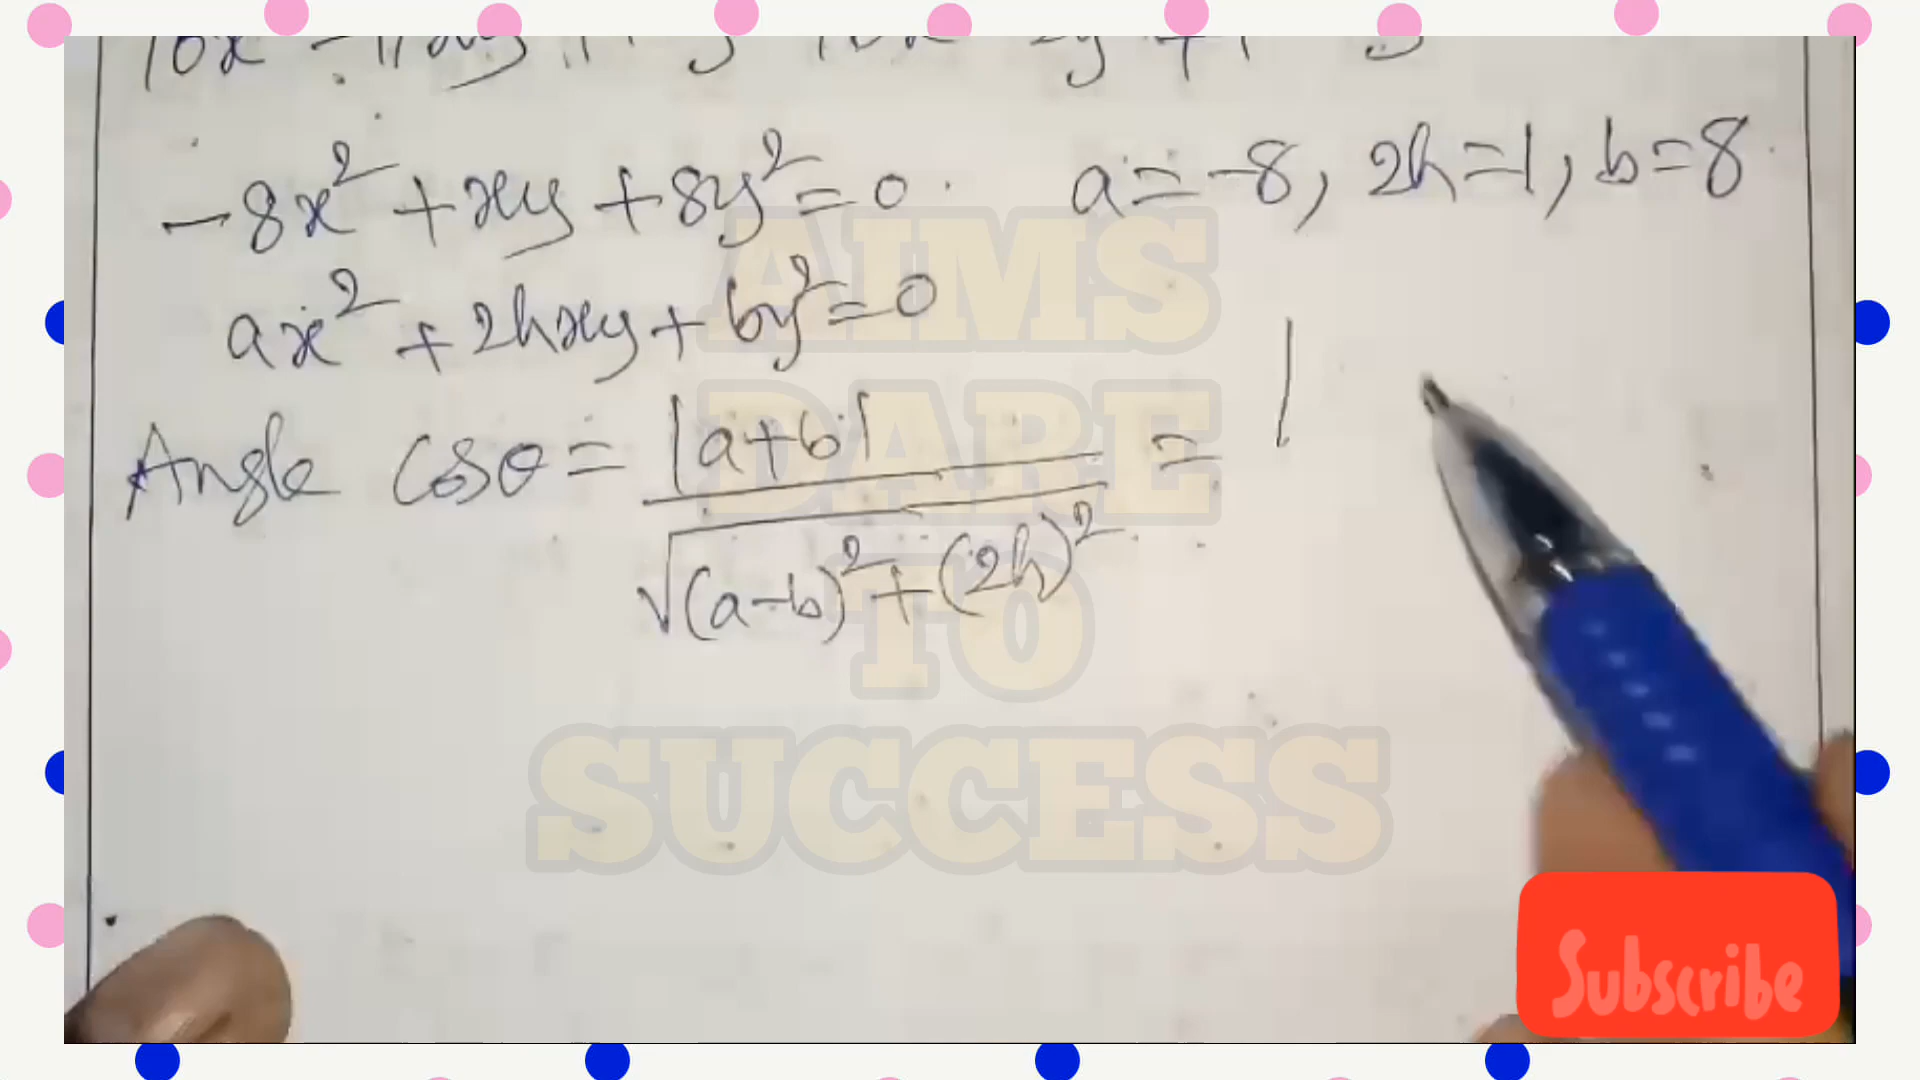 -8x²+xy+8y²=0. a=-8, 2h=1, b=8
ax²+2hxy+by²=0
Angle Cosθ = |a+b| / √(a-b)²+(2h)² = |
AIMS
DARE
TO
SUCCESS
Subscribe